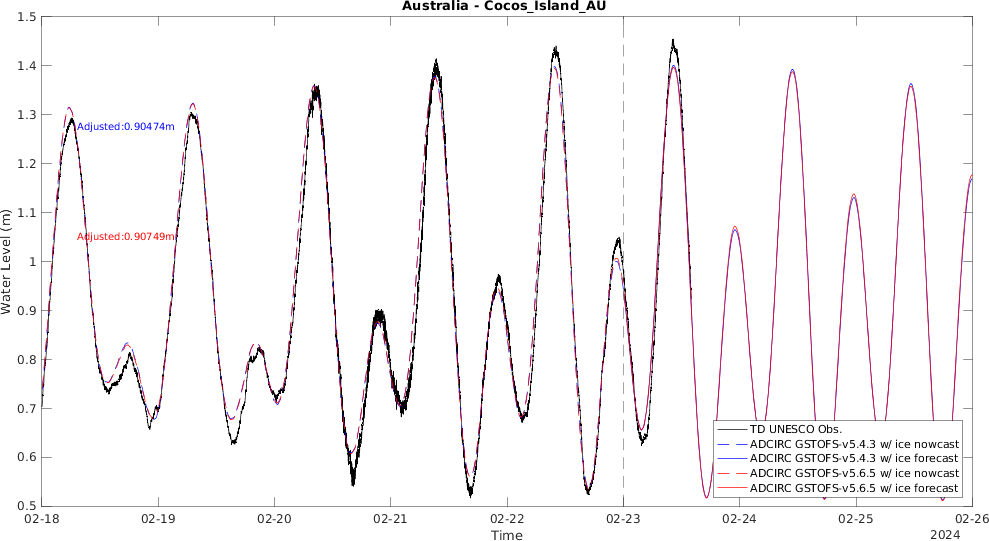 Australia - Cocos_Island_AU
1.5
1.4
1.3
1.2
1.1
1
0.9
0.8
0.7
0.6
0.5
Water Level (m)
Adjusted:0.90474m
Adjusted:0.90749m
TD UNESCO Obs.
ADCIRC GSTOFS-v5.4.3 w/ ice nowcast
ADCIRC GSTOFS-v5.4.3 w/ ice forecast
ADCIRC GSTOFS-v5.6.5 w/ ice nowcast
ADCIRC GSTOFS-v5.6.5 w/ ice forecast
02-18 02-19 02-20 02-21 02-22 02-23 02-24 02-25 02-26
Time
2024